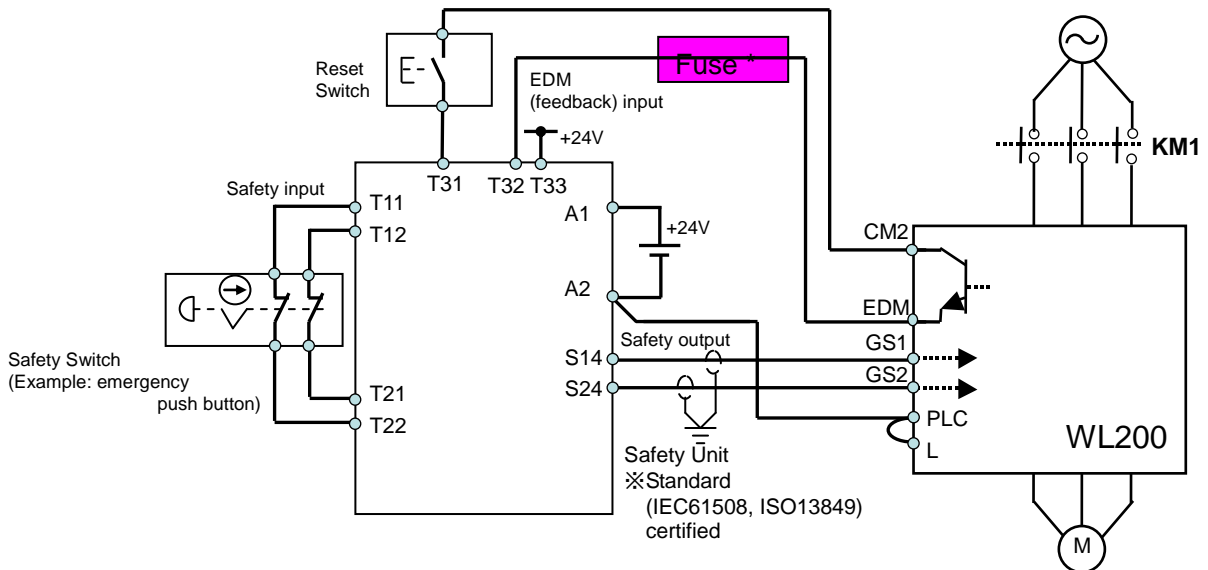 Reset
Switch
EDM
(feedback) input
Fuse *
+24V
KM1
T31
T32
T33
Safety input
T11
T12
A1
+24V
A2
CM2
EDM
Safety output
S14
S24
GS1
GS2
PLC
L
WL200
Safety Switch
(Example: emergency
push button)
T21
T22
Safety Unit
※Standard
(IEC61508, ISO13849)
certified
M